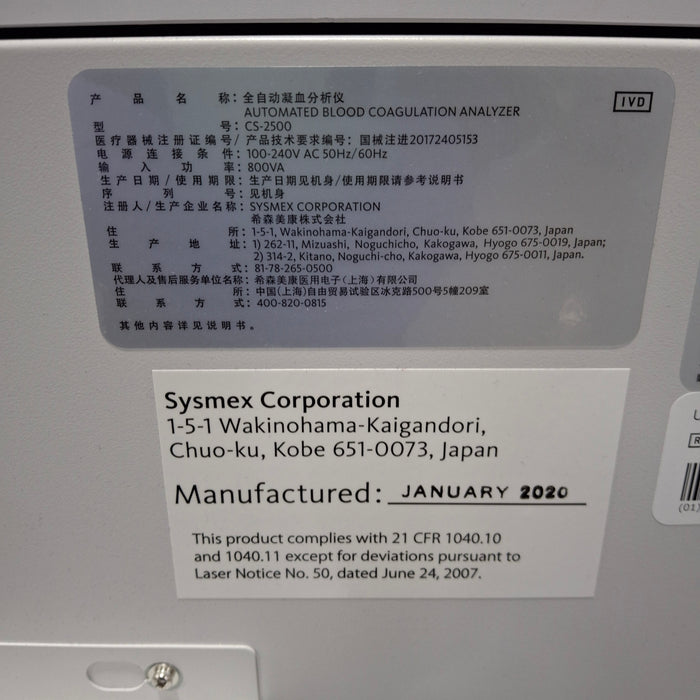 产品名称：全自动凝血分析仪
AUTOMATED BLOOD COAGULATION ANALYZER
IVD
型号：CS-2500
医疗器械注册证编号/产品技术要求编号：国械注进20172405153
电源连接条件：100-240V AC 50Hz/60Hz
输入功率：800VA
生产日期/使用期限：生产日期见机身/使用期限请参考说明书
序列号：见机身
注册人/生产企业名称：SYSMEX CORPORATION
希森美康株式会社
住所：1-5-1, Wakinohama-Kaigandori, Chuo-ku, Kobe 651-0073, Japan
生产地址：1) 262-11, Mizuashi, Noguchicho, Kakogawa, Hyogo 675-0019, Japan;
2) 314-2, Kitano, Noguchi-cho, Kakogawa, Hyogo 675-0011, Japan.
联系方式：81-78-265-0500
代理人及售后服务单位名称：希森美康医用电子(上海)有限公司
住所：中国(上海)自由贸易试验区冰克路500号5幢209室
联系方式：400-820-0815
其他内容详见说明书。
Sysmex Corporation
1-5-1 Wakinohama-Kaigandori,
Chuo-ku, Kobe 651-0073, Japan
Manufactured: JANUARY 2020
This product complies with 21 CFR 1040.10
and 1040.11 except for deviations pursuant to
Laser Notice No. 50, dated June 24, 2007.
(01)